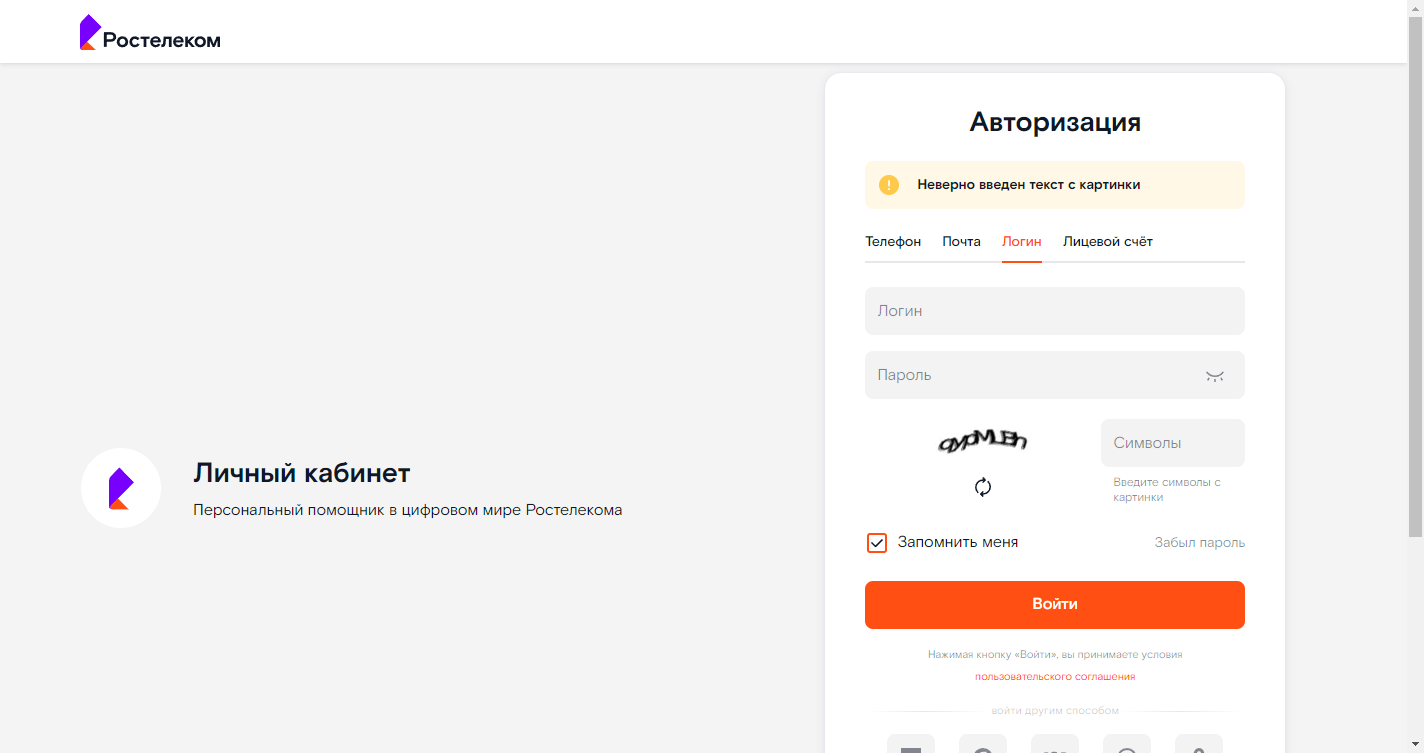 Ростелеком
Авторизация
Неверно введен текст с картинки
Телефон Почта Логин Лицевой счёт
Логин
Пароль
Символы
Введите символы с
картинки
Личный кабинет
Персональный помощник в цифровом мире Ростелекома
Запомнить меня
Забыл пароль
Войти
Нажимая кнопку «Войти», вы принимаете условия
пользовательского соглашения
войти другим способом